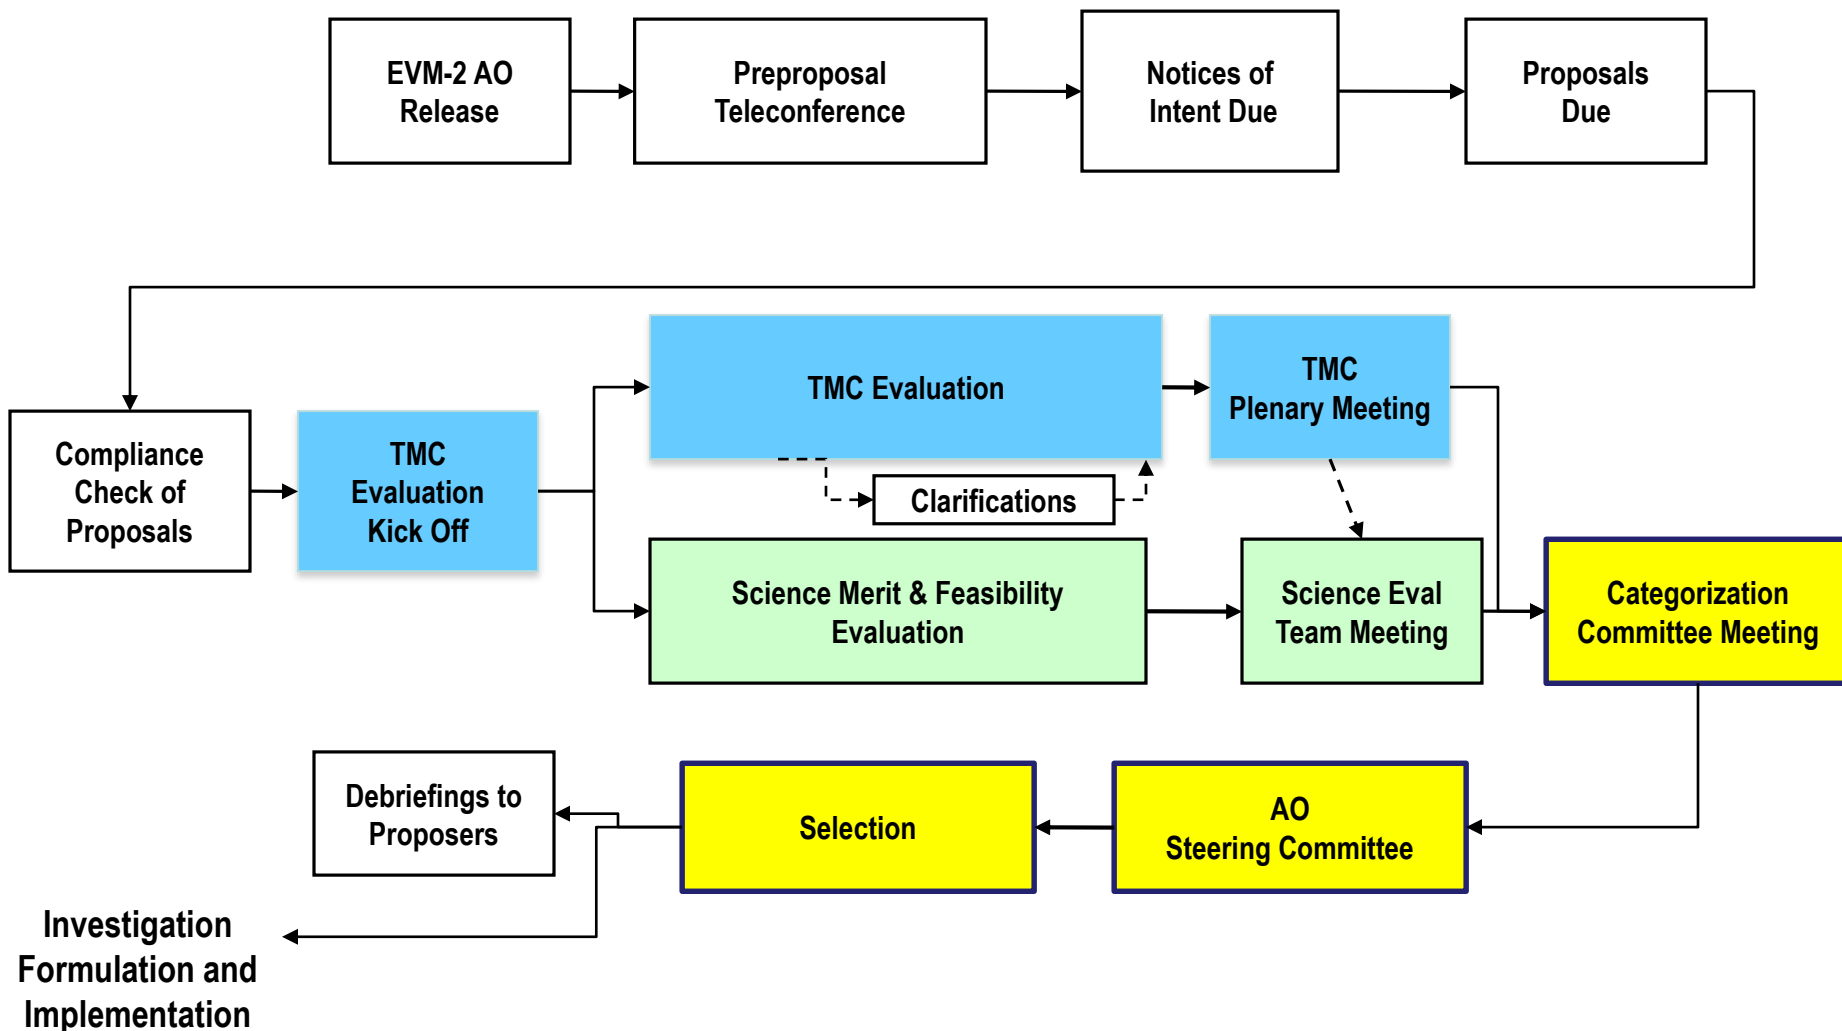 EVM-2 AO
Release
Preproposal
Teleconference
Notices of
Intent Due
Proposals
Due
Compliance
Check of
Proposals
TMC
Evaluation
Kick Off
TMC Evaluation
TMC
Plenary Meeting
Clarifications
Science Merit & Feasibility
Evaluation
Science Eval
Team Meeting
Categorization
Committee Meeting
AO
Steering Committee
Selection
Debriefings to
Proposers
Investigation
Formulation and
Implementation